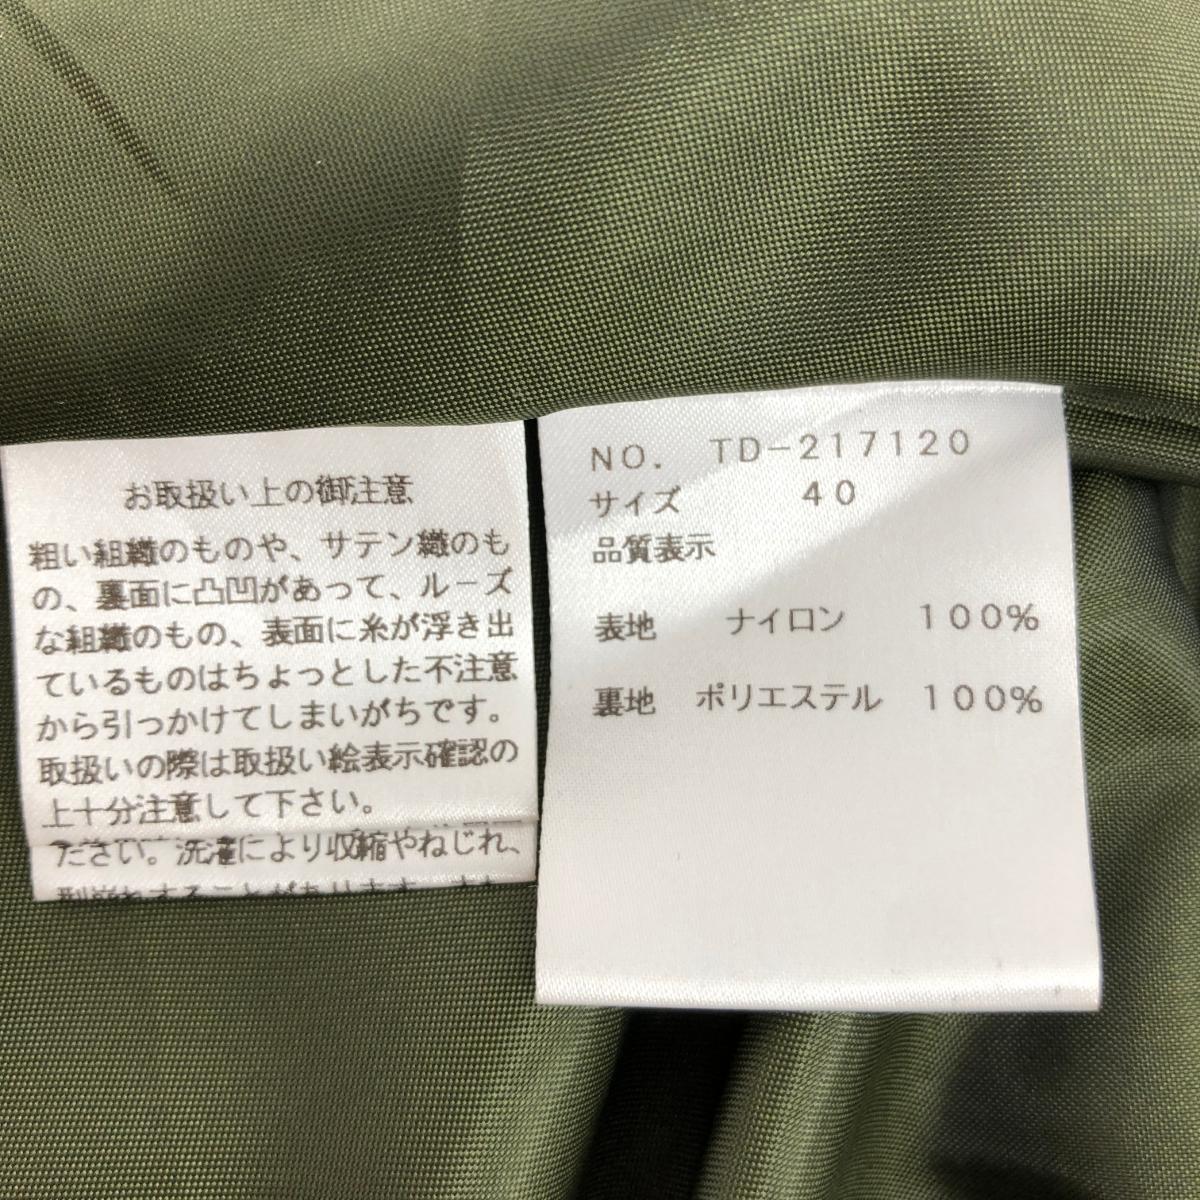 お取扱い上の御注意
粗い組織のものや、サテン織のも
の、裏面に凸凹があって、ルーズ
な組織のもの、表面に糸が浮き出
ているものはちょっとした不注意
から引っかけてしまいがちです。
取扱いの際は取扱い絵表示確認の
上十分注意して下さい。
ださい。洗濯により収縮やねじれ、
NO. TD-217120
サイズ 40
品質表示
表地 ナイロン 100%
裏地 ポリエステル 100%